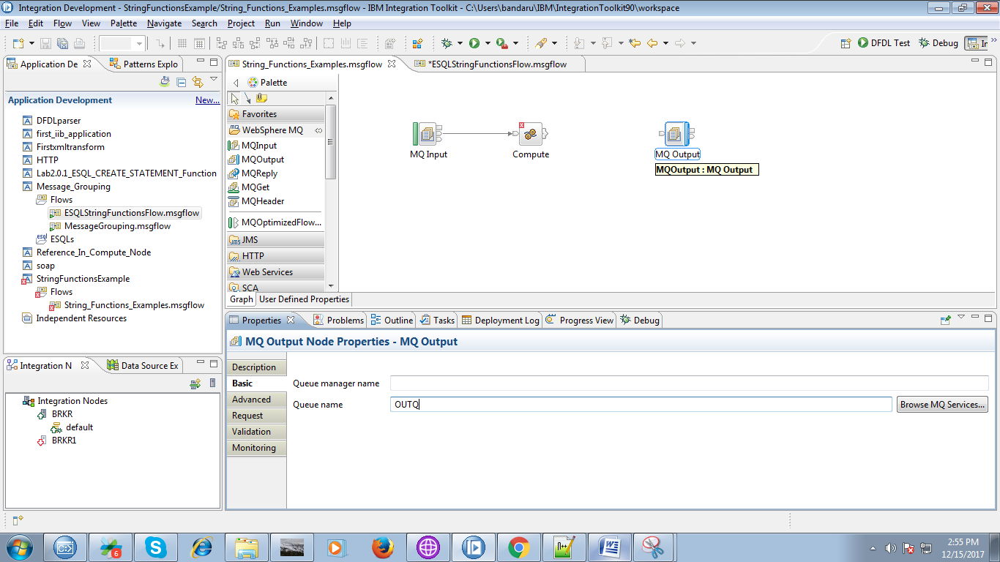 Integration Development - StringFunctionsExample/String_Functions_Examples.msgflow - IBM Integration Toolkit - C:\Users\bandaru\IBM\IntegrationToolkit90\workspace
File Edit Flow View Palette Navigate Search Project Run Window Help
DFDL Test Debug Ir
Application De Patterns Explo
Application Development New...
DFDLparser
first_iib_application
Firstxmltransform
HTTP
Lab2.0.1_ESQL_CREATE_STATEMENT_Function
Message_Grouping
Flows
ESQLStringFunctionsFlow.msgflow
MessageGrouping.msgflow
esql ESQLs
Reference_In_Compute_Node
soap
StringFunctionsExample
Flows
String_Functions_Examples.msgflow
Independent Resources
Integration N Data Source Ex
Integration Nodes
BRKR
default
BRKR1
String_Functions_Examples.msgflow *ESQLStringFunctionsFlow.msgflow
Palette
Favorites
WebSphere MQ
MQInput
MQOutput
MQReply
MQGet
MQHeader
MQOptimizedFlow...
JMS
HTTP
Web Services
SCA
MQ Input Compute MQ Output
MQOutput : MQ Output
Graph User Defined Properties
Properties Problems Outline Tasks Deployment Log Progress View Debug
MQ Output Node Properties - MQ Output
Description
Basic
Advanced
Request
Validation
Monitoring
Queue manager name
Queue name OUTQ Browse MQ Services...
6
2:55 PM
12/15/2017